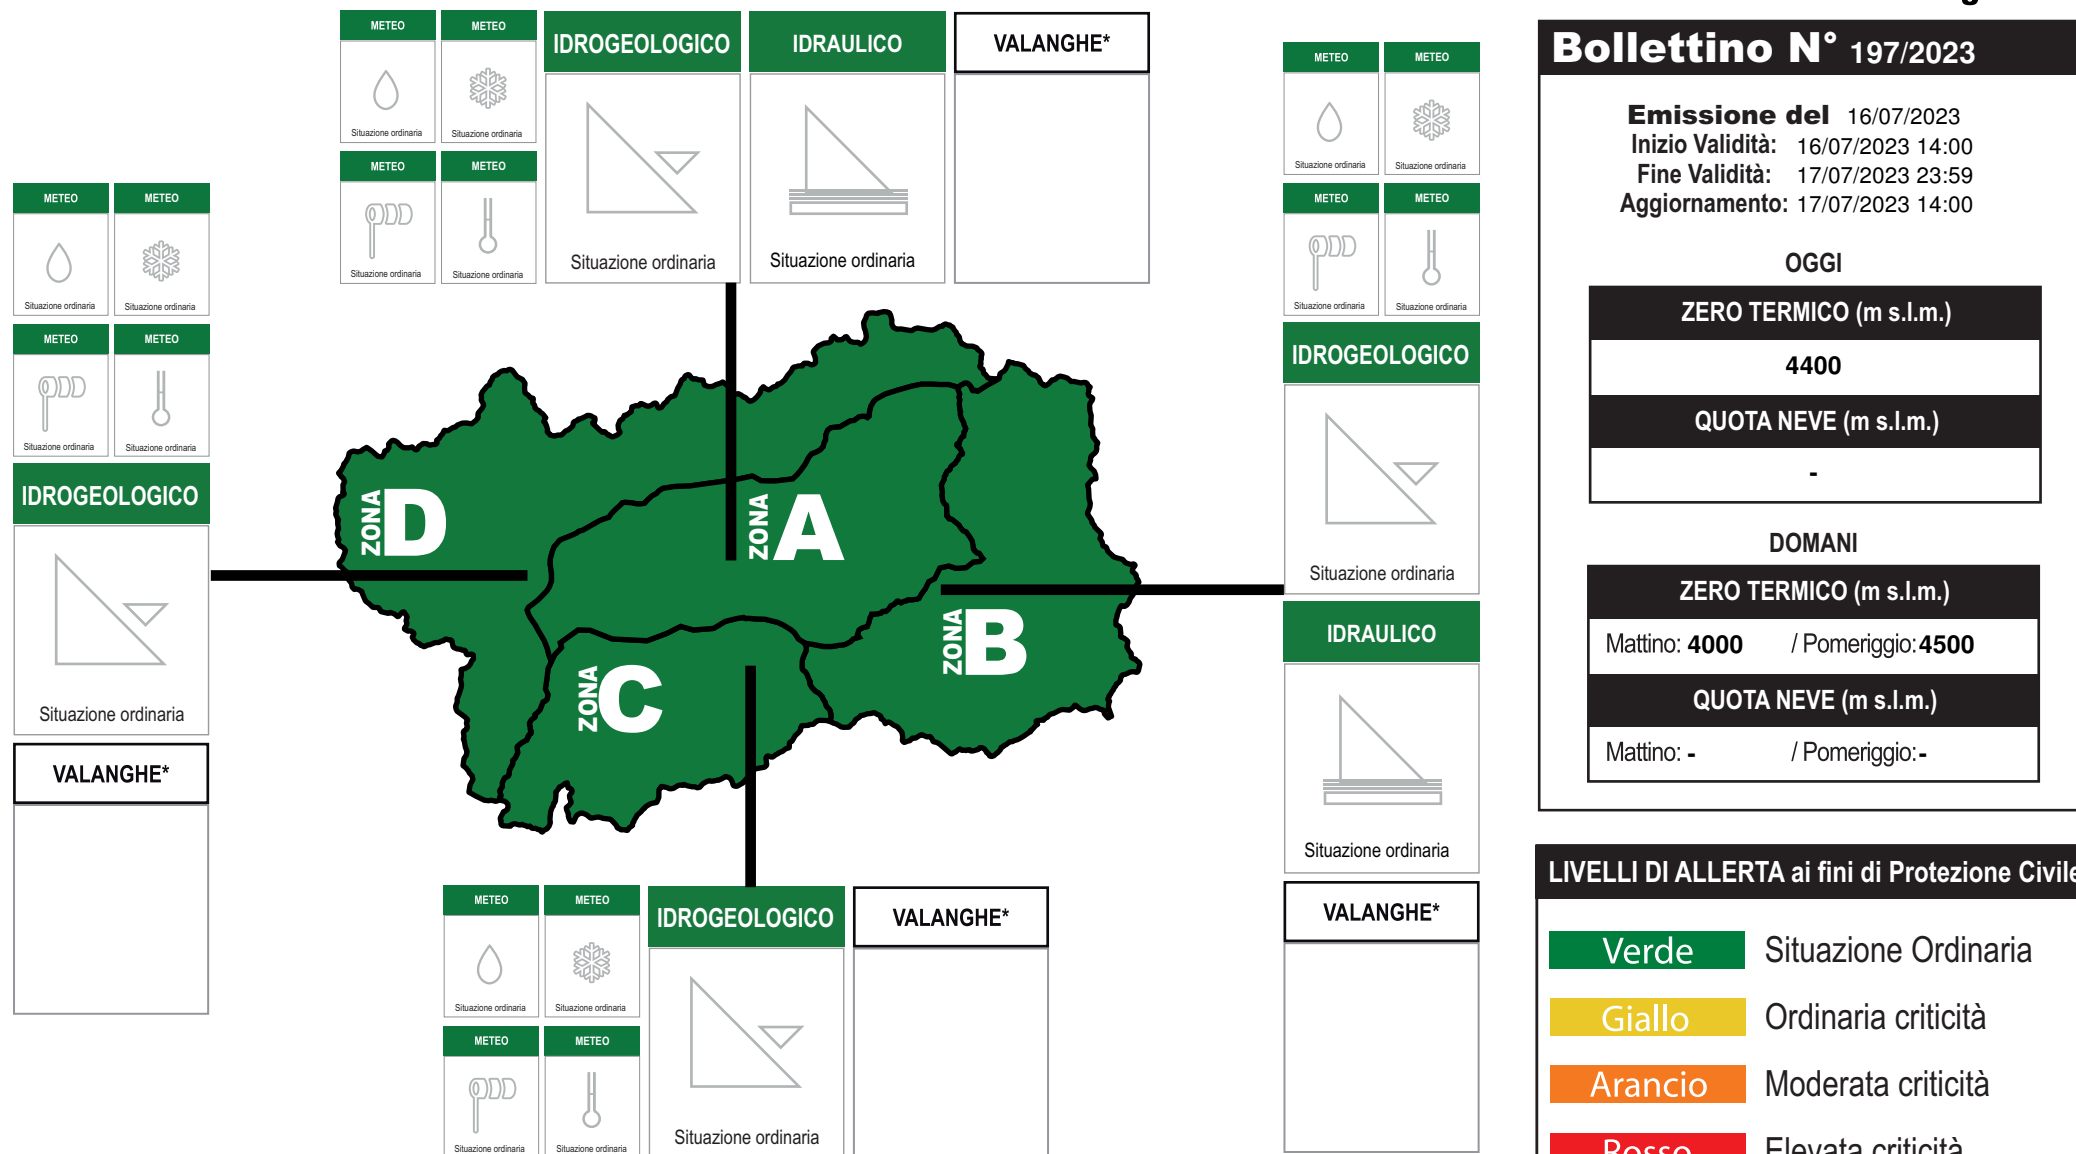 METEO
METEO
Situazione ordinaria
Situazione ordinaria
METEO
METEO
Situazione ordinaria
Situazione ordinaria
IDROGEOLOGICO
Situazione ordinaria
IDRAULICO
Situazione ordinaria
VALANGHE*
METEO
METEO
Situazione ordinaria
Situazione ordinaria
METEO
METEO
Situazione ordinaria
Situazione ordinaria
IDROGEOLOGICO
Situazione ordinaria
VALANGHE*
ZONA D
ZONA A
ZONA B
ZONA C
METEO
METEO
Situazione ordinaria
Situazione ordinaria
METEO
METEO
Situazione ordinaria
Situazione ordinaria
IDROGEOLOGICO
Situazione ordinaria
IDRAULICO
Situazione ordinaria
VALANGHE*
METEO
METEO
Situazione ordinaria
Situazione ordinaria
METEO
METEO
Situazione ordinaria
Situazione ordinaria
IDROGEOLOGICO
Situazione ordinaria
VALANGHE*
Bollettino N° 197/2023
Emissione del 16/07/2023
Inizio Validità: 16/07/2023 14:00
Fine Validità: 17/07/2023 23:59
Aggiornamento: 17/07/2023 14:00
OGGI
ZERO TERMICO (m s.l.m.)
4400
QUOTA NEVE (m s.l.m.)
-
DOMANI
ZERO TERMICO (m s.l.m.)
Mattino: 4000 / Pomeriggio: 4500
QUOTA NEVE (m s.l.m.)
Mattino: - / Pomeriggio: -
LIVELLI DI ALLERTA ai fini di Protezione Civile
Verde Situazione Ordinaria
Giallo Ordinaria criticità
Arancio Moderata criticità
Rosso Elevata criticità